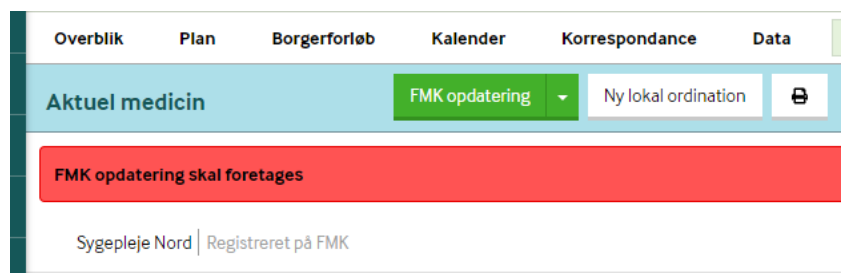 Overblik Plan Borgerforløb Kalender Korrespondance Data
Aktuel medicin FMK opdatering Ny lokal ordination
FMK opdatering skal foretages
Sygepleje Nord Registreret på FMK